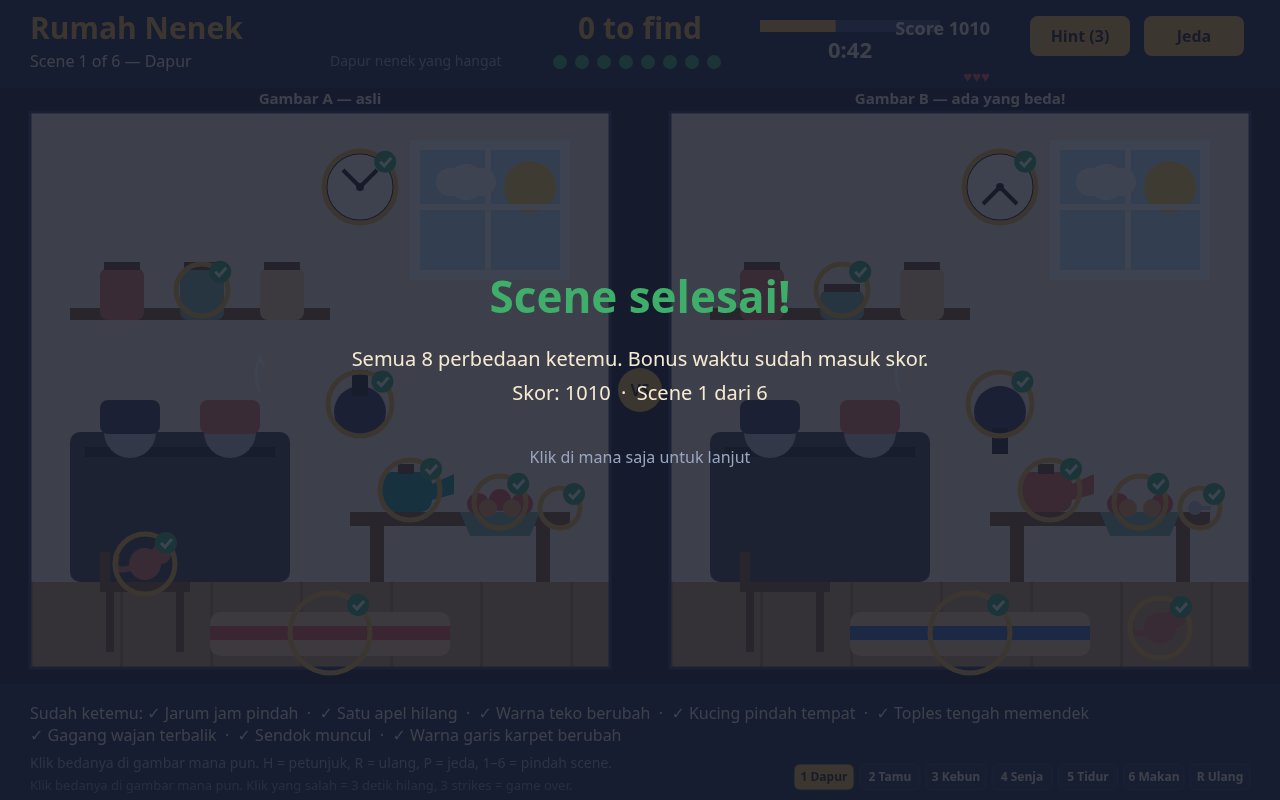 Rumah Nenek
0 to find
Score 1010
Hint (3)
Jeda
Scene 1 of 6 — Dapur
Dapur nenek yang hangat
0:42
♥♥♥
Gambar A — asli
Gambar B — ada yang beda!
Scene selesai!
Semua 8 perbedaan ketemu. Bonus waktu sudah masuk skor.
Skor: 1010 · Scene 1 dari 6
Klik di mana saja untuk lanjut
Sudah ketemu: ✓ Jarum jam pindah · ✓ Satu apel hilang · ✓ Warna teko berubah · ✓ Kucing pindah tempat · ✓ Toples tengah memendek
✓ Gagang wajan terbalik · ✓ Sendok muncul · ✓ Warna garis karpet berubah
Klik bedanya di gambar mana pun. H = petunjuk, R = ulang, P = jeda, 1–6 = pindah scene.
Klik bedanya di gambar mana pun. Klik yang salah = 3 detik hilang, 3 strikes = game over.
1 Dapur
2 Tamu
3 Kebun
4 Senja
5 Tidur
6 Makan
R Ulang